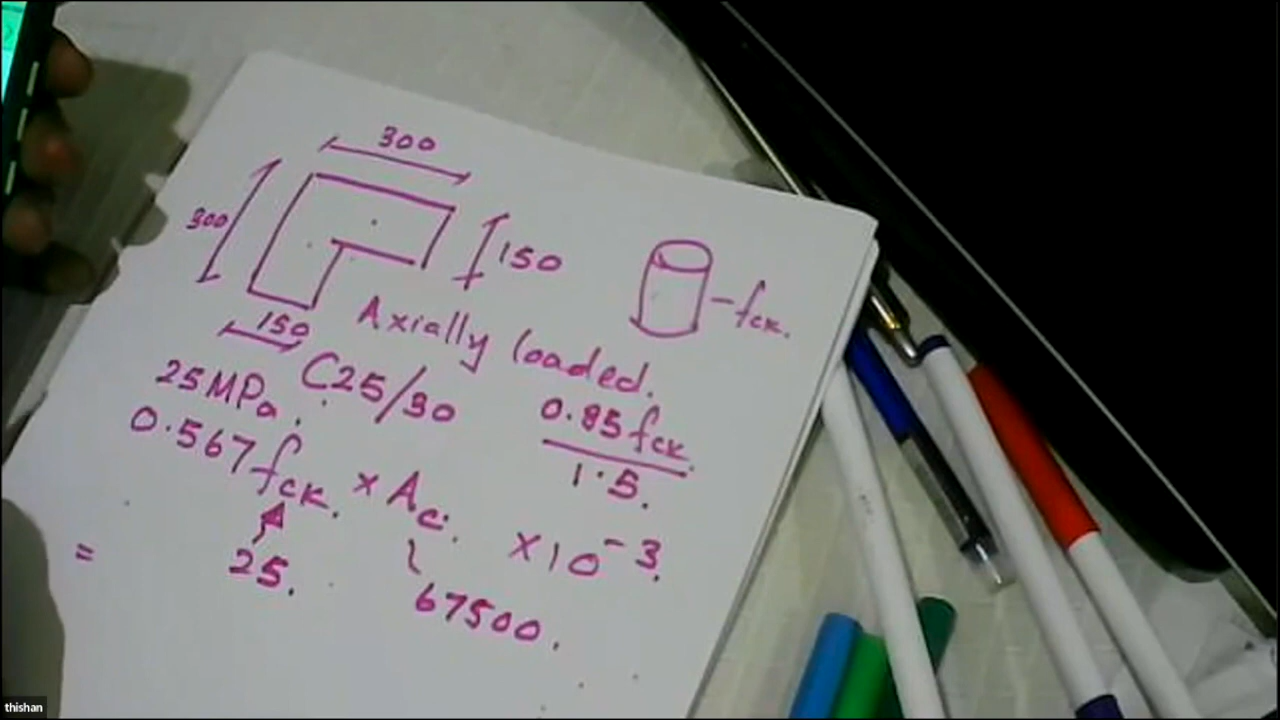 300
300
150
150
fck.
Axially loaded.
25MPa. C25/30
0.85fck.
1.5.
0.567fck. x Ac. x10-3.
= 25. 67500.
thishan